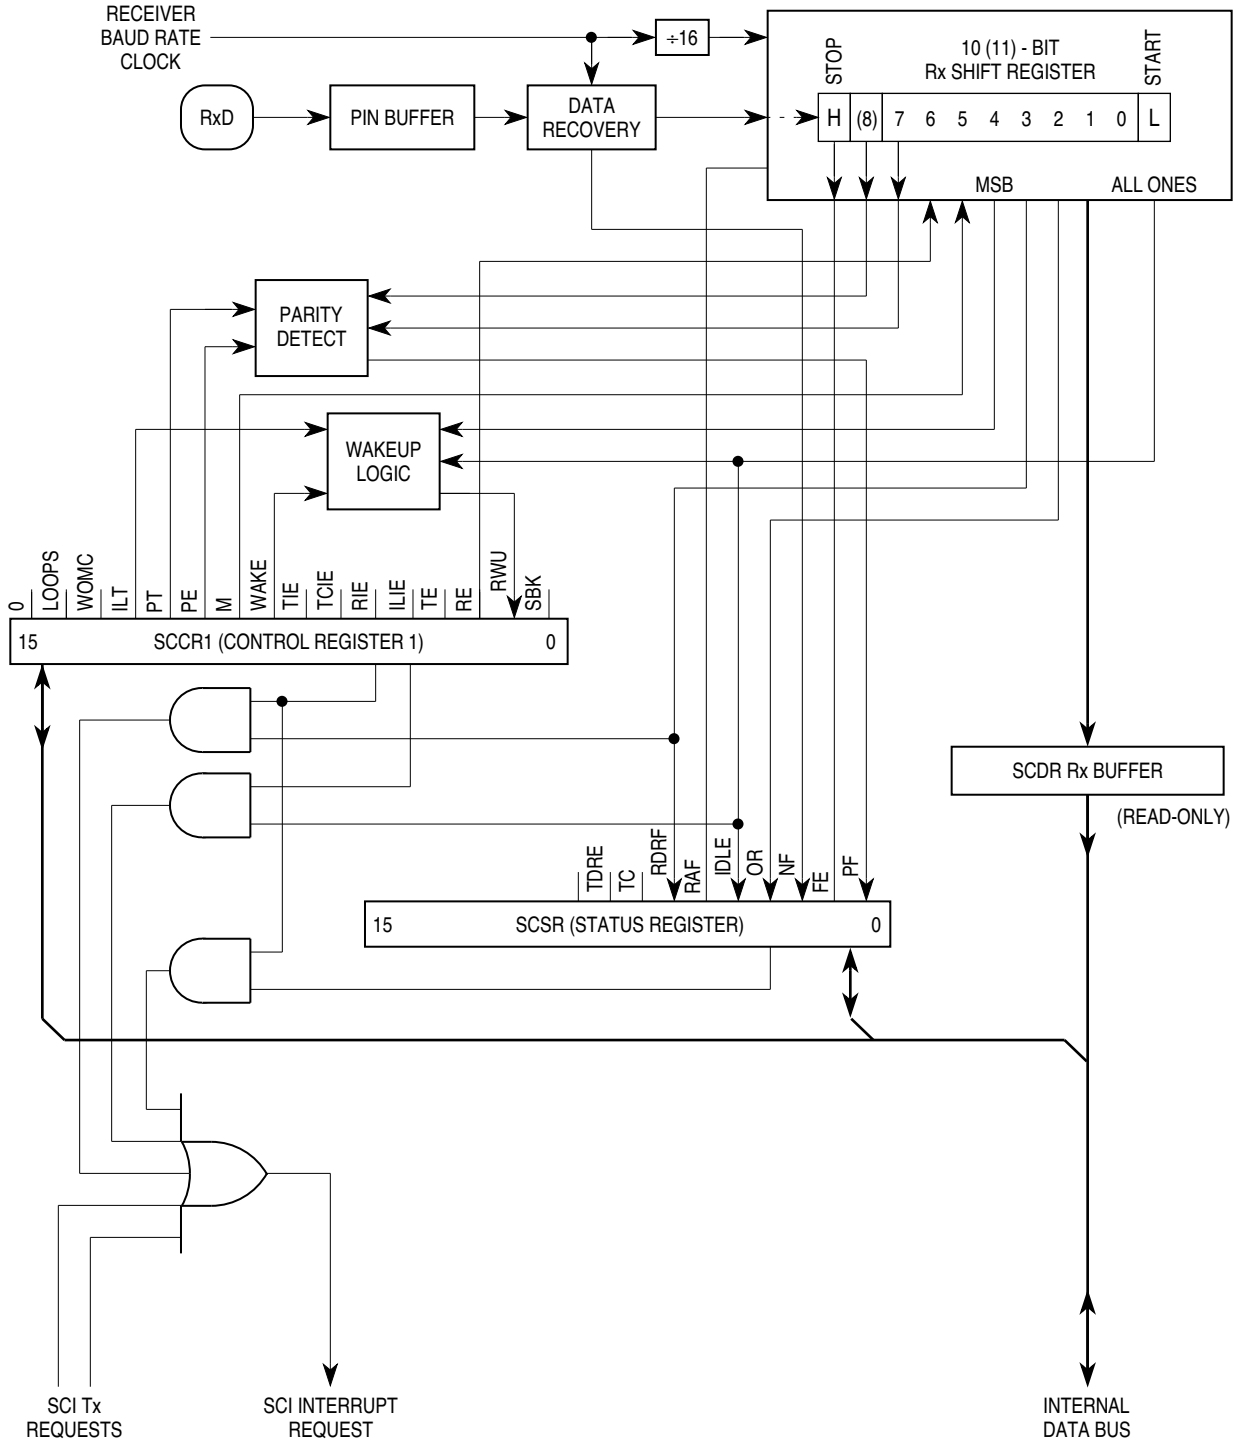 RECEIVER
BAUD RATE
CLOCK
÷16
STOP
10 (11) - BIT
Rx SHIFT REGISTER
START
RxD
PIN BUFFER
DATA
RECOVERY
H (8) 7 6 5 4 3 2 1 0 L
MSB
ALL ONES
PARITY
DETECT
WAKEUP
LOGIC
0 LOOPS WOMC ILT PT PE M WAKE TIE TCIE RIE ILIE TE RE RWU SBK
15 SCCR1 (CONTROL REGISTER 1) 0
SCDR Rx BUFFER
(READ-ONLY)
TDRE TC RDRF RAF IDLE OR NF FE PF
15 SCSR (STATUS REGISTER) 0
SCI Tx
REQUESTS
SCI INTERRUPT
REQUEST
INTERNAL
DATA BUS